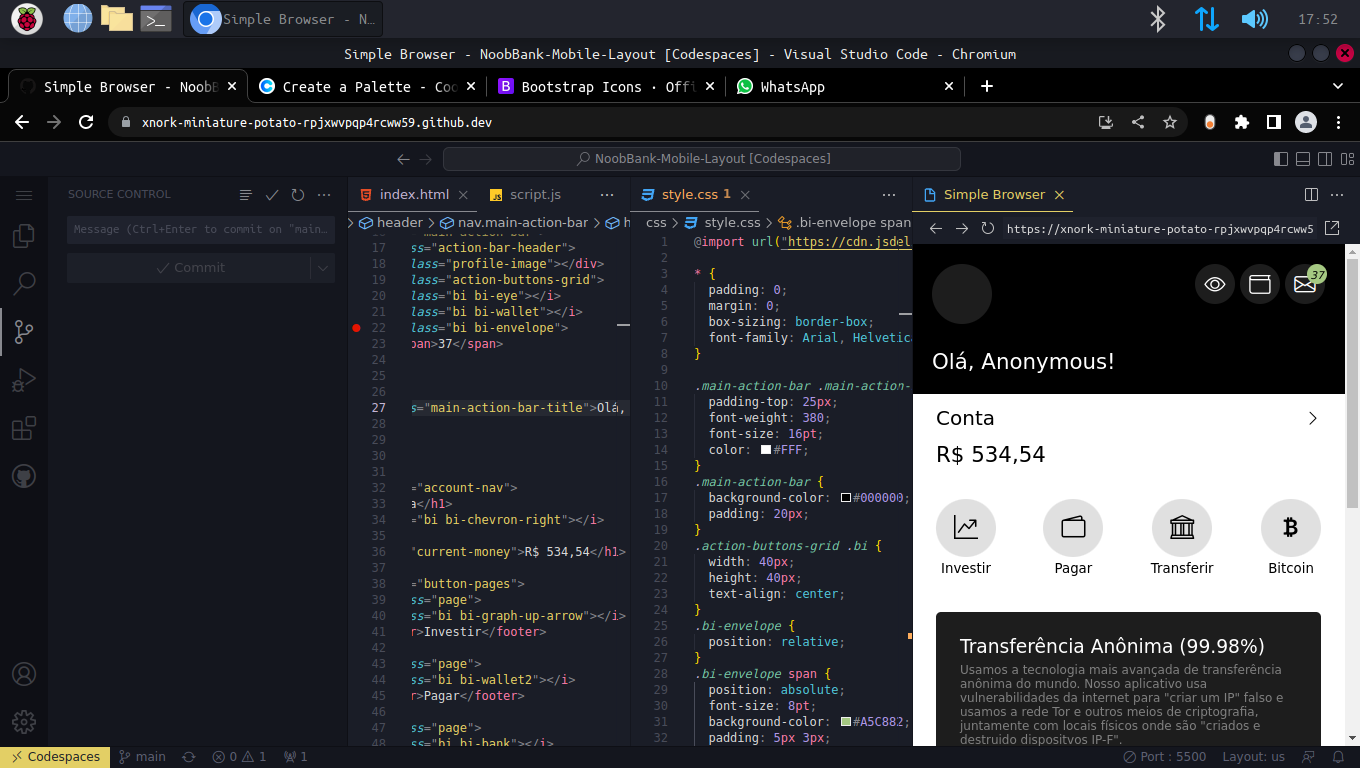 Simple Browser - N...
17:52
Simple Browser - NoobBank-Mobile-Layout [Codespaces] - Visual Studio Code - Chromium
Simple Browser - NoobB
Create a Palette - Coo
Bootstrap Icons · Offi
WhatsApp
xnork-miniature-potato-rpjxwvpqp4rcww59.github.dev
NoobBank-Mobile-Layout [Codespaces]
SOURCE CONTROL
Message (Ctrl+Enter to commit on "main...
Commit
index.html
script.js
header
nav.main-action-bar
17 ss="action-bar-header">
18 lass="profile-image"></div>
19 lass="action-buttons-grid">
20 lass="bi bi-eye"></i>
21 lass="bi bi-wallet"></i>
22 lass="bi bi-envelope">
23 pan>37</span>
24
25
26
27 s="main-action-bar-title">Olá,
28
29
30
31
32 ="account-nav">
33 a</h1>
34 ="bi bi-chevron-right"></i>
35
36 "current-money">R$ 534,54</h1>
37
38 ="button-pages">
39 ss="page">
40 ass="bi bi-graph-up-arrow"></i>
41 r>Investir</footer>
42
43 ss="page">
44 ass="bi bi-wallet2"></i>
45 r>Pagar</footer>
46
47 ss="page">
48 ass="bi bi-bank"></i>
style.css 1
css
style.css
.bi-envelope span
1 @import url("https://cdn.jsdel
2
3 * {
4 padding: 0;
5 margin: 0;
6 box-sizing: border-box;
7 font-family: Arial, Helvetica
8 }
9
10 .main-action-bar .main-action-
11 padding-top: 25px;
12 font-weight: 380;
13 font-size: 16pt;
14 color: #FFF;
15 }
16 .main-action-bar {
17 background-color: #000000;
18 padding: 20px;
19 }
20 .action-buttons-grid .bi {
21 width: 40px;
22 height: 40px;
23 text-align: center;
24 }
25 .bi-envelope {
26 position: relative;
27 }
28 .bi-envelope span {
29 position: absolute;
30 font-size: 8pt;
31 background-color: #A5C882;
32 padding: 5px 3px;
Simple Browser
https://xnork-miniature-potato-rpjxwvpqp4rcww5
37
Olá, Anonymous!
Conta
R$ 534,54
Investir
Pagar
Transferir
Bitcoin
Transferência Anônima (99.98%)
Usamos a tecnologia mais avançada de transferência
anônima do mundo. Nosso aplicativo usa
vulnerabilidades da internet para "criar um IP" falso e
usamos a rede Tor e outros meios de criptografia,
juntamente com locais físicos onde são "criados e
destruido dispositvos IP-F".
Codespaces
main
0
1
1
Port : 5500
Layout: us